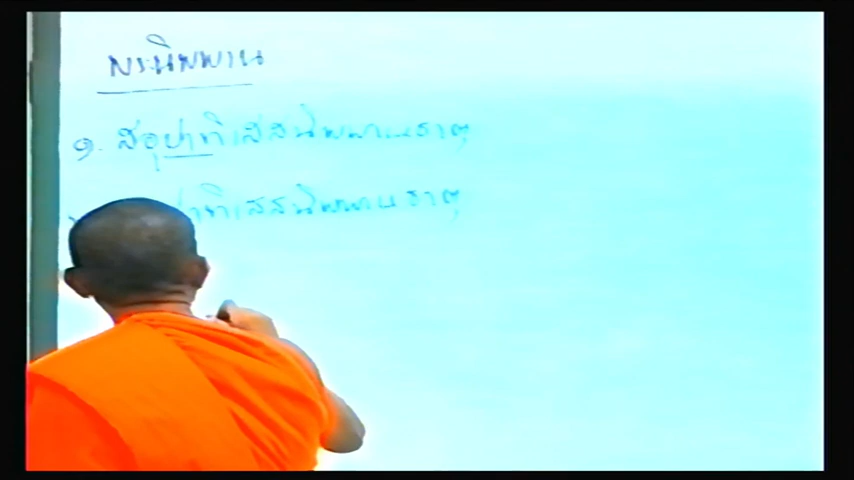 พระนิพพาน
๑. สอุปาทิเสสนิพพานธาตุ
ปาทิเสสนิพพานธาตุ